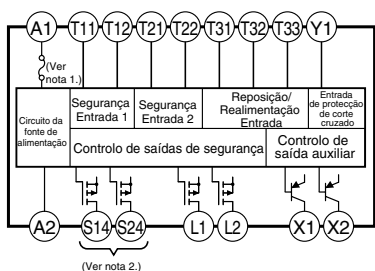 A1 T11 T12 T21 T22 T31 T32 T33 Y1
(Ver
nota 1.)
Circuito da
fonte de
alimentação
Segurança
Entrada 1
Segurança
Entrada 2
Reposição/
Realimentação
Entrada
Entrada
de protecção
de corte
cruzado
Controlo de saídas de segurança
Controlo de
saída auxiliar
A2 S14 S24 L1 L2 X1 X2
(Ver nota 2.)